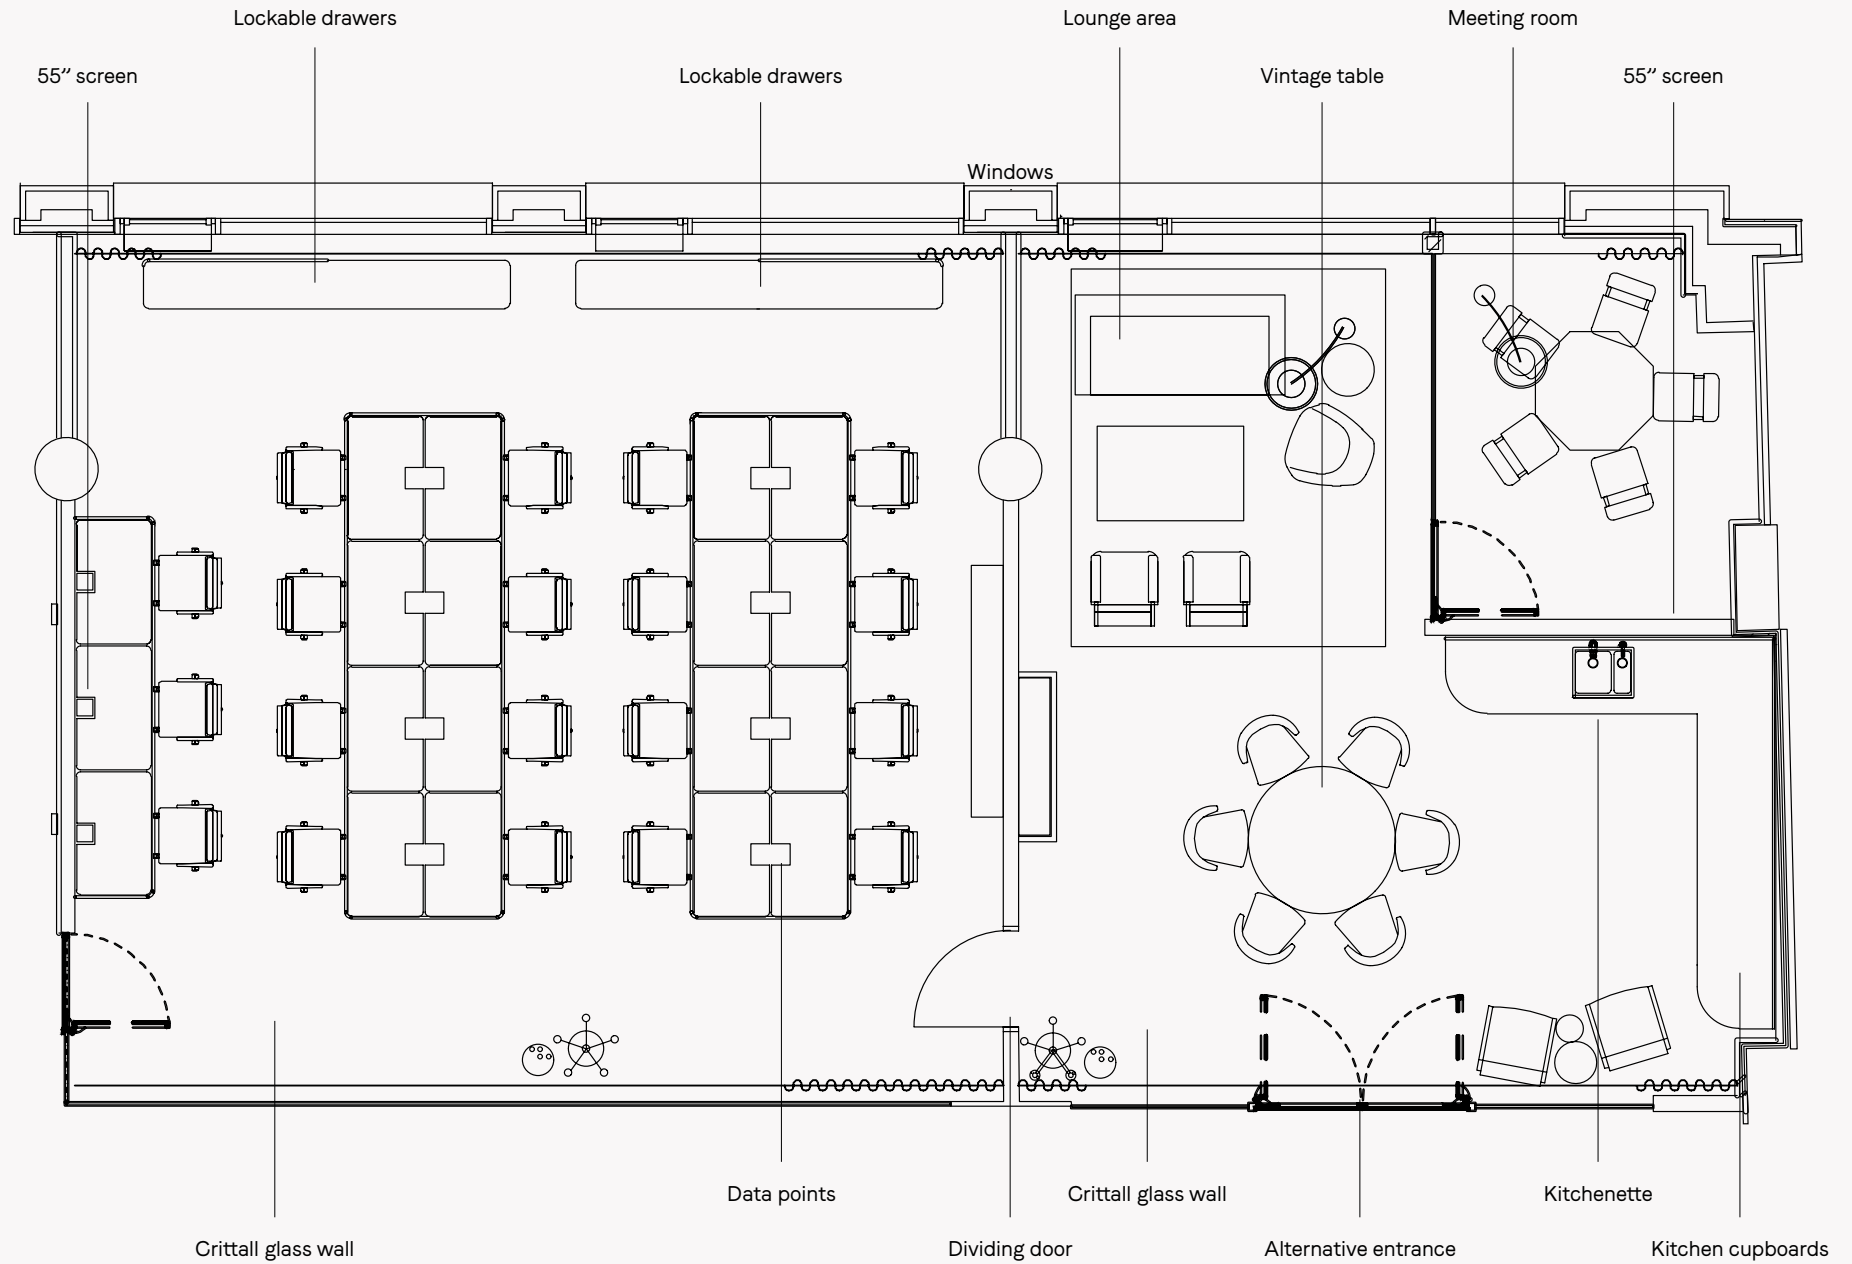 Lockable drawers
Lounge area
Meeting room
55” screen
Lockable drawers
Vintage table
55” screen
Windows
Data points
Crittall glass wall
Kitchenette
Crittall glass wall
Dividing door
Alternative entrance
Kitchen cupboards